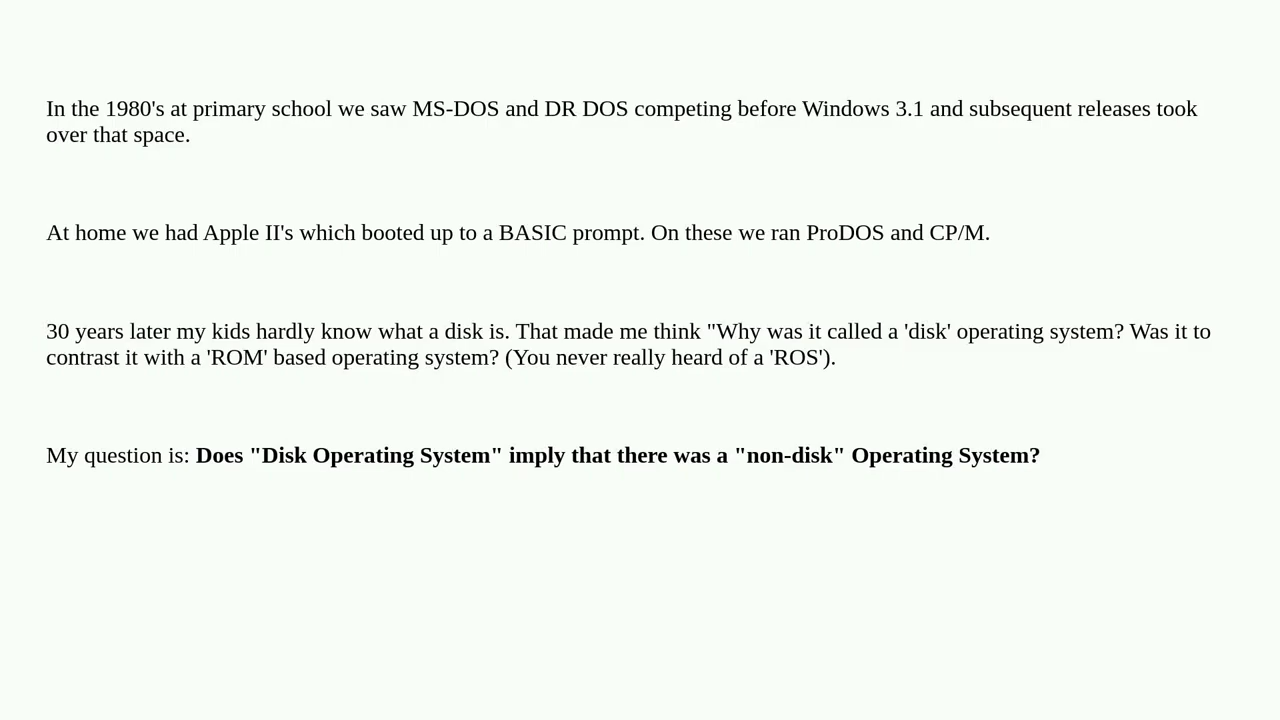 In the 1980's at primary school we saw MS-DOS and DR DOS competing before Windows 3.1 and subsequent releases took
over that space.
At home we had Apple II's which booted up to a BASIC prompt. On these we ran ProDOS and CP/M.
30 years later my kids hardly know what a disk is. That made me think "Why was it called a 'disk' operating system? Was it to
contrast it with a 'ROM' based operating system? (You never really heard of a 'ROS').
My question is: Does "Disk Operating System" imply that there was a "non-disk" Operating System?